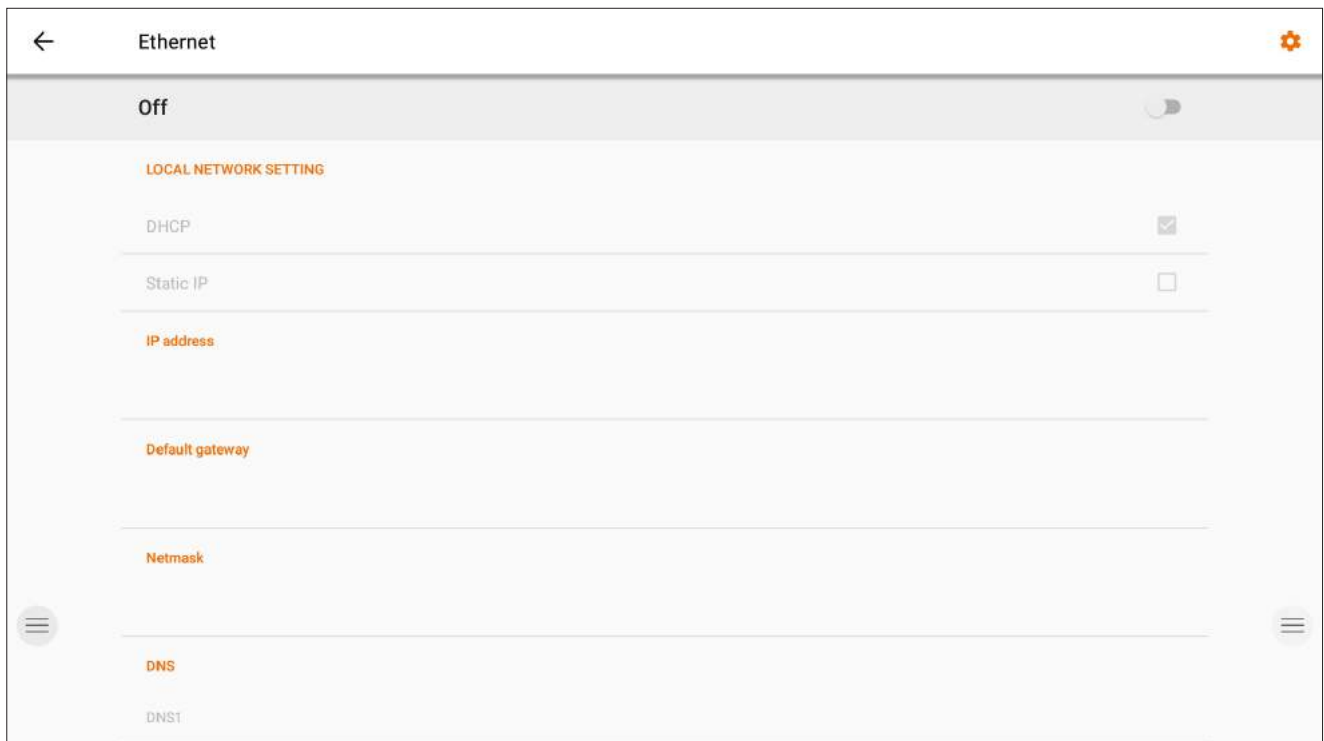 Ethernet
Off
LOCAL NETWORK SETTING
DHCP
Static IP
IP address
Default gateway
Netmask
DNS
DNS1